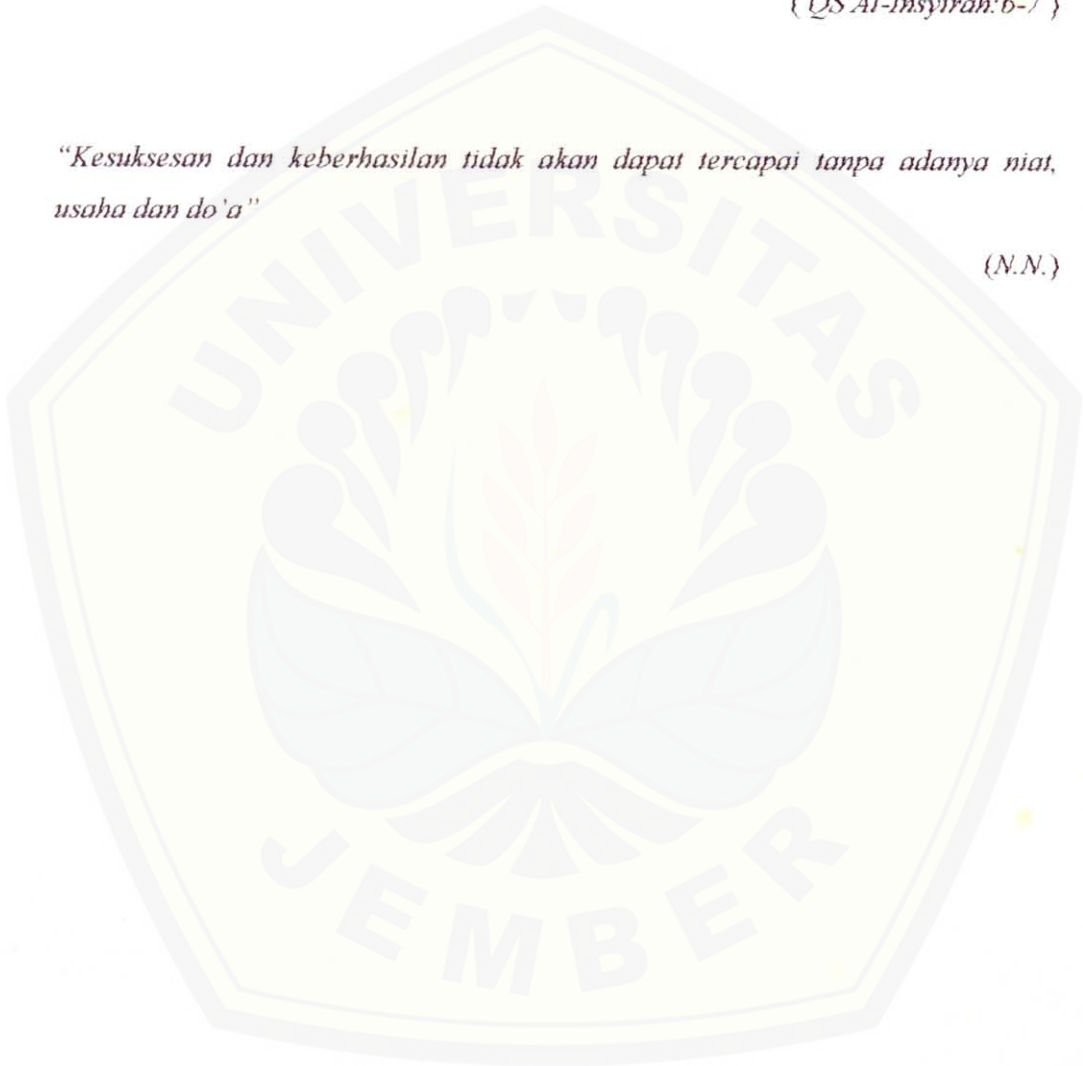 { QS Al-Insyirah:6-7 }
“Kesuksesan dan keberhasilan tidak akan dapat tercapai tanpa adanya niat,
usaha dan do'a”
{N.N.}
UNIVERSITAS
JEMBER